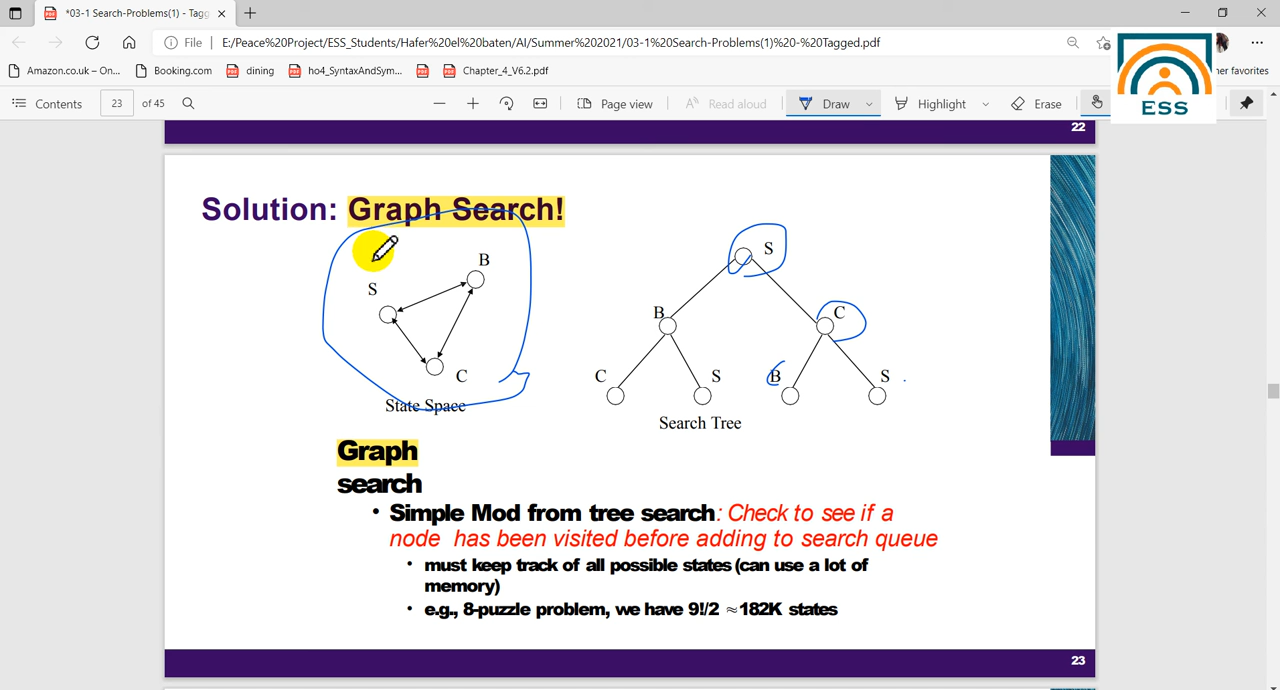 *03-1 Search-Problems(1) - Tagg
File E:/Peace%20Project/ESS_Students/Hafer%20el%20baten/AI/Summer%202021/03-1%20Search-Problems(1)%20-%20Tagged.pdf
Amazon.co.uk – On... Booking.com dining ho4_SyntaxAndSym... Chapter_4_V6.2.pdf her favorites
Contents 23 of 45 Page view Read aloud Draw Highlight Erase
ESS
22
Solution: Graph Search!
S
B
C
State Space
S
B
C
C
S
B
S
Search Tree
Graph
search
• Simple Mod from tree search: Check to see if a
node has been visited before adding to search queue
• must keep track of all possible states (can use a lot of
memory)
• e.g., 8-puzzle problem, we have 9!/2 ≈182K states
23